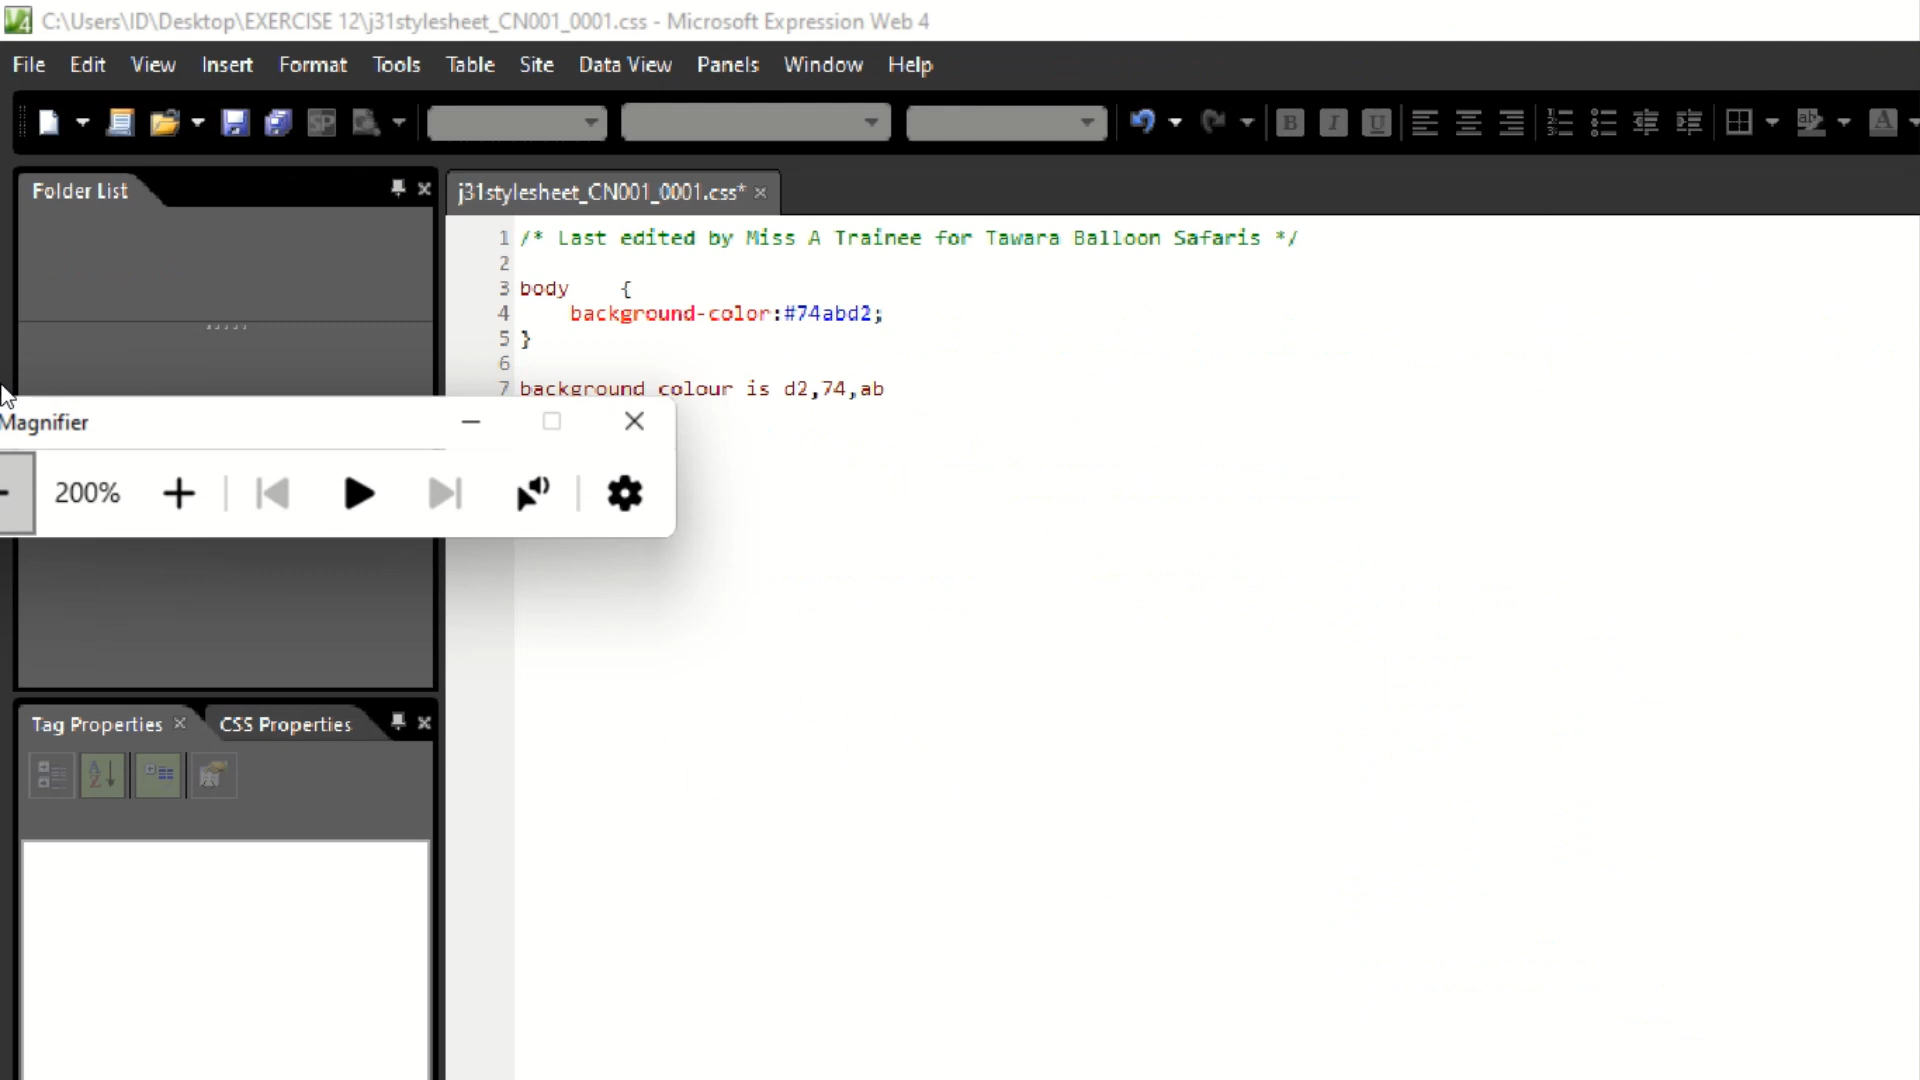 C:\Users\ID\Desktop\EXERCISE 12\j31stylesheet_CN001_0001.css - Microsoft Expression Web 4
File Edit View Insert Format Tools Table Site Data View Panels Window Help
Folder List
j31stylesheet_CN001_0001.css*
1 /* Last edited by Miss A Trainee for Tawara Balloon Safaris */
2
3 body {
4 background-color:#74abd2;
5 }
6
7 background colour is d2,74,ab
Magnifier
200%
Tag Properties CSS Properties